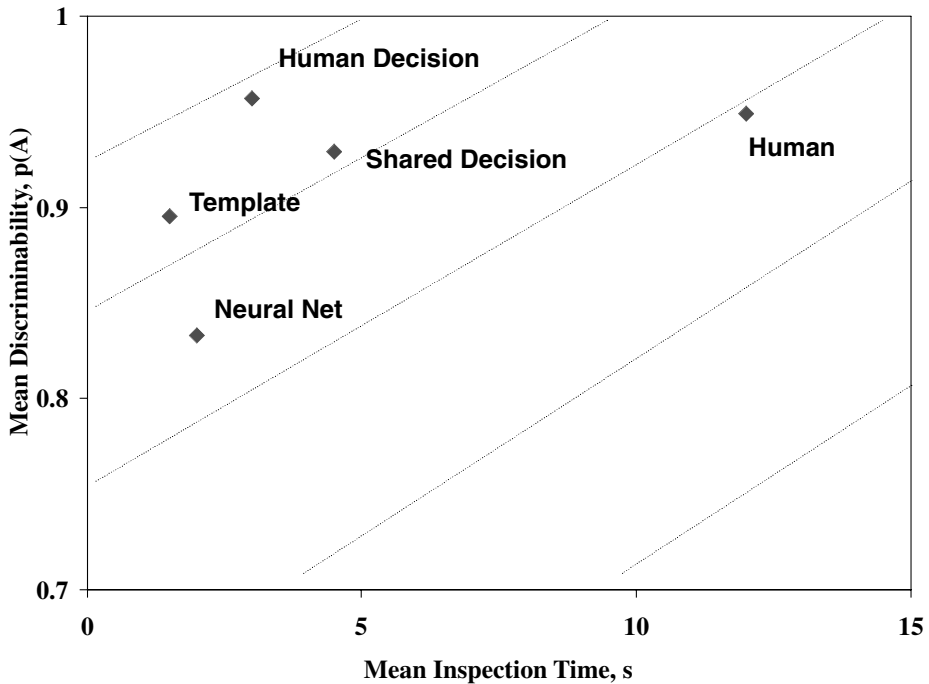 1
Human Decision
Shared Decision
Human
0.9
Template
Neural Net
0.8
0.7
0
5
10
15
Mean Discriminability, p(A)
Mean Inspection Time, s